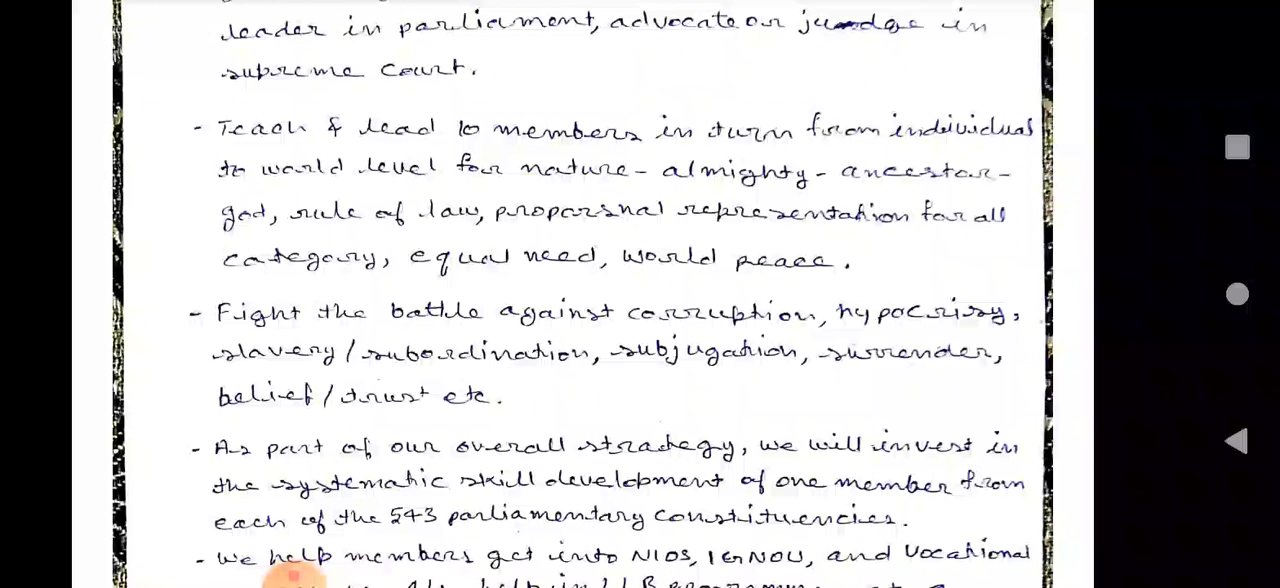 leader in parliament, advocate or judge in
supreme court.
- Teach & lead 10 members in turn from individual
to world level for nature - almighty - ancestor -
god, rule of law, proparsnal representation for all
category, equal need, world peace.
- Fight the battle against corruption, hypocrisy,
slavery/subordination, subjugation, surrender,
belief/trust etc.
- As part of our overall strategy, we will invest in
the systematic skill development of one member from
each of the 543 parliamentary constituencies.
- We help members get into NIOS, IGNOU, and vocational